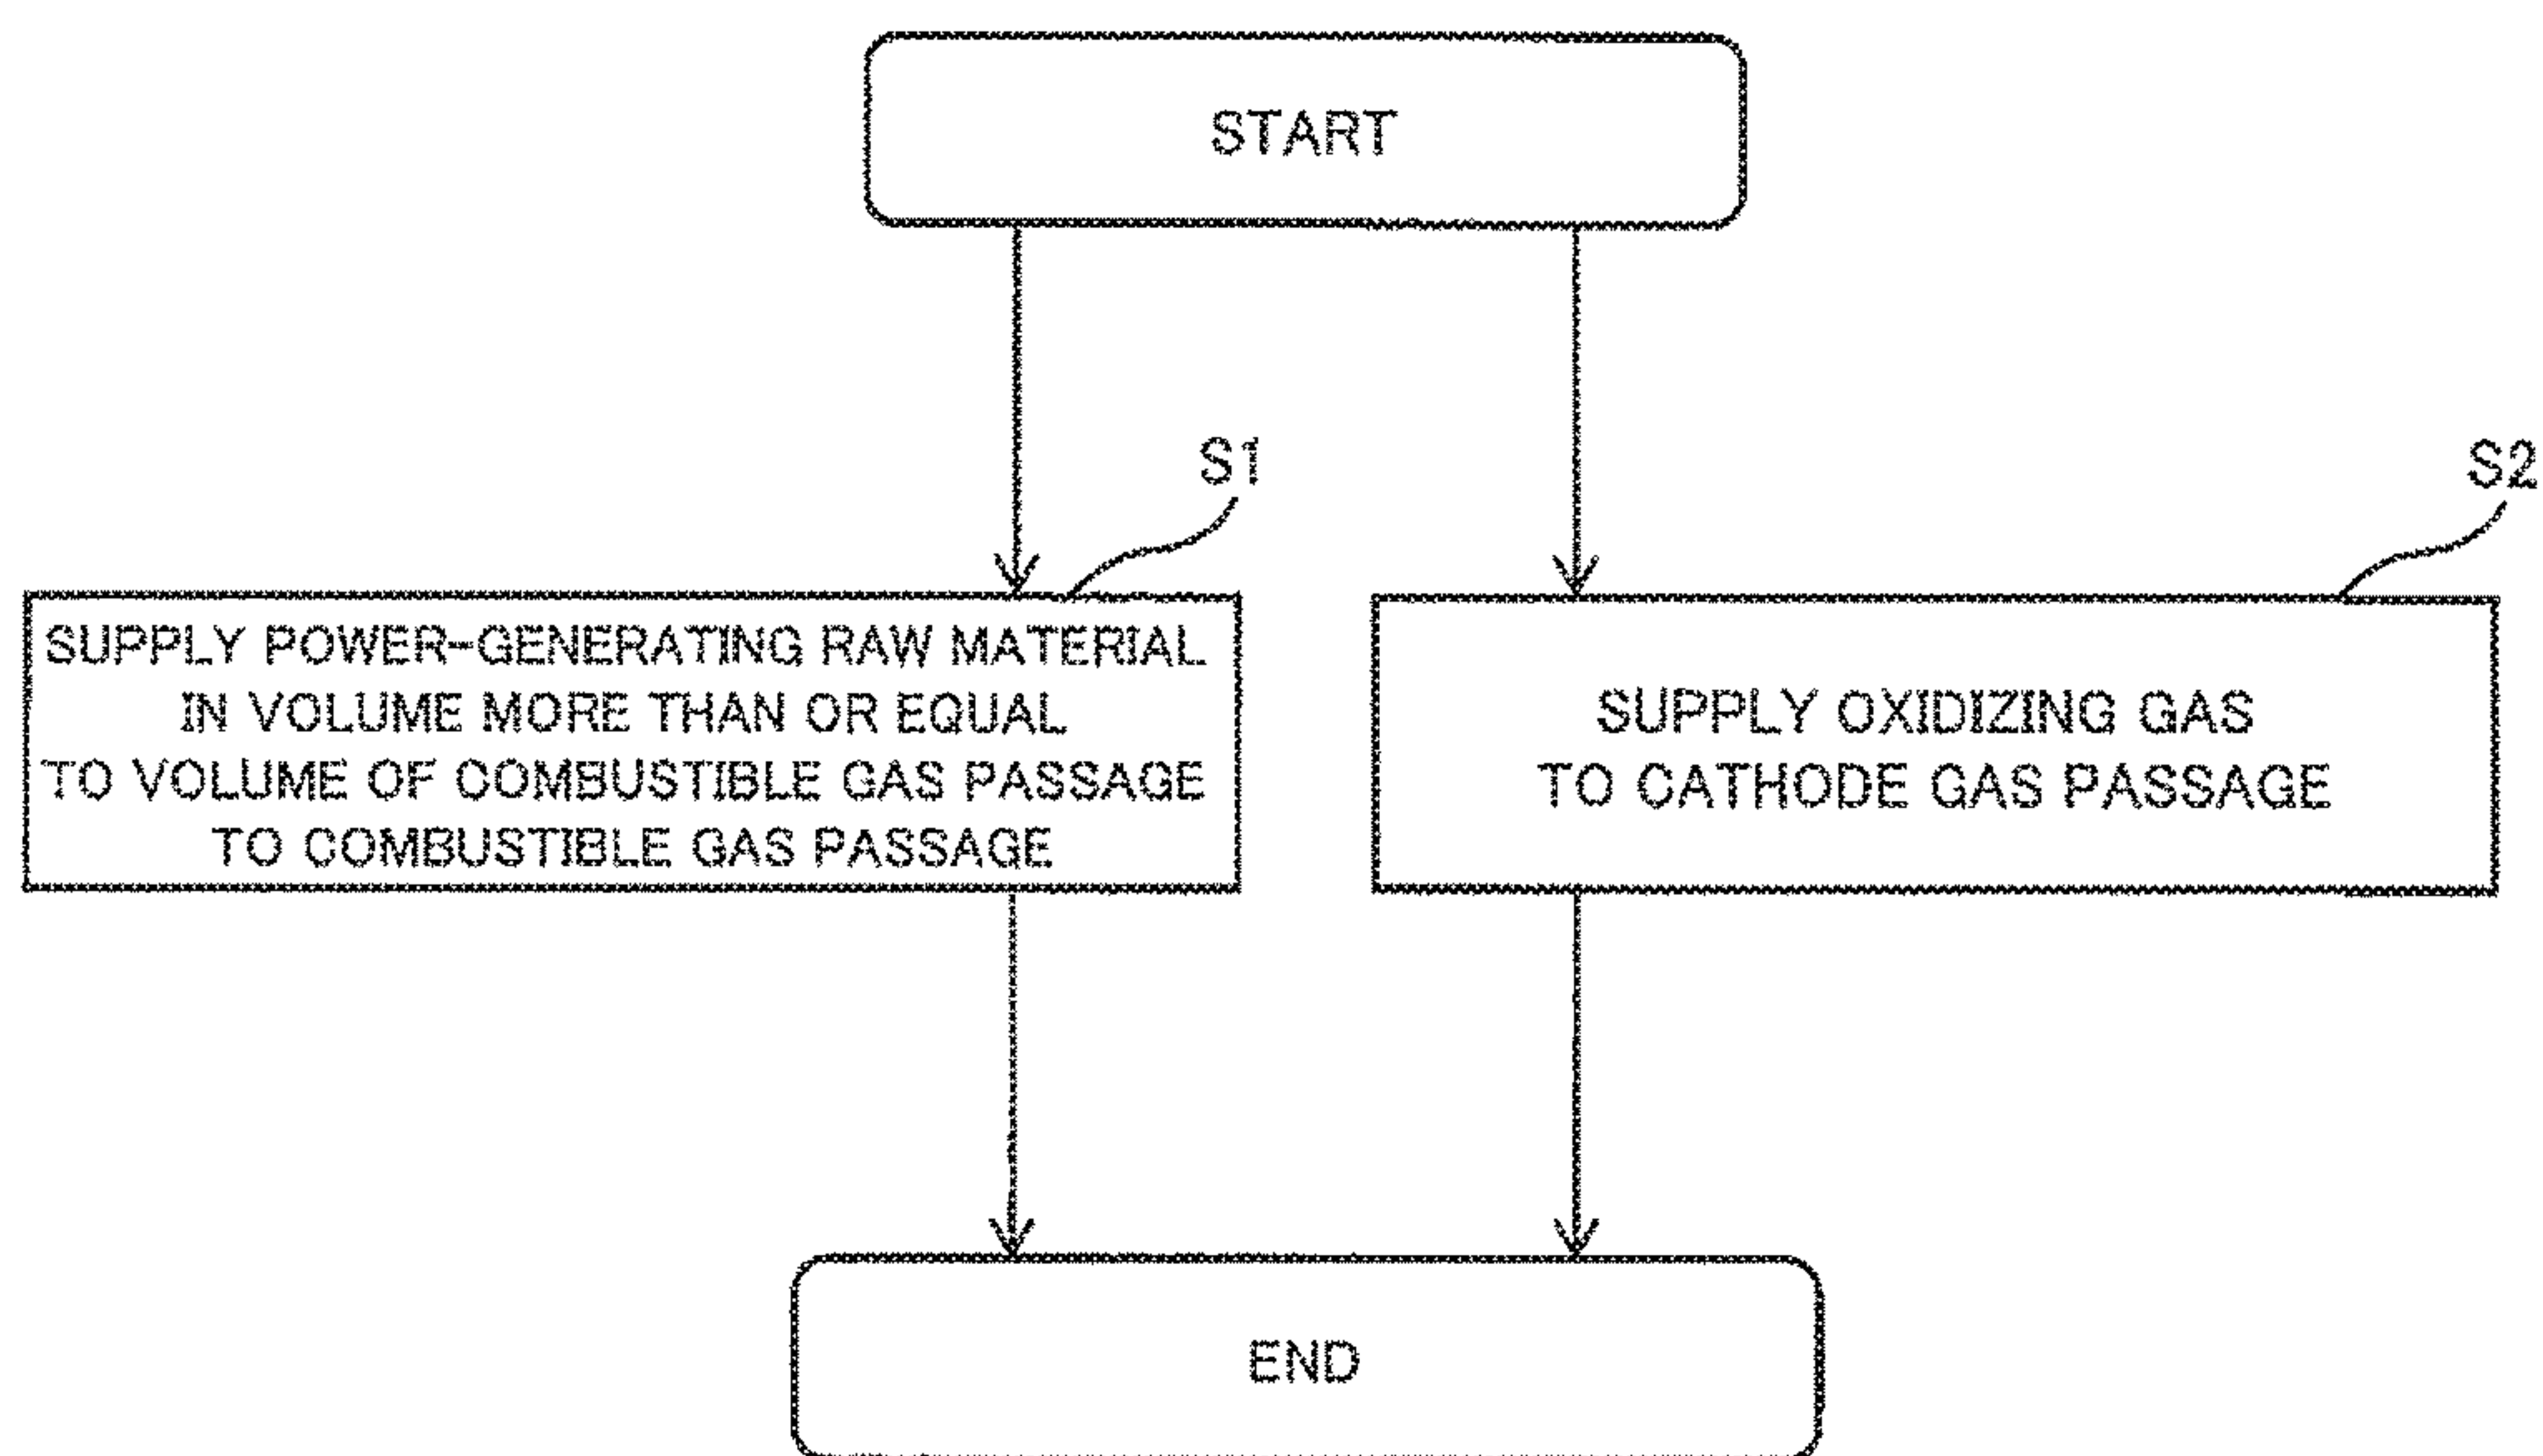 START
S1
S2
SUPPLY POWER-GENERATING RAW MATERIAL
IN VOLUME MORE THAN OR EQUAL
TO VOLUME OF COMBUSTIBLE GAS PASSAGE
TO COMBUSTIBLE GAS PASSAGE
SUPPLY OXIDIZING GAS
TO CATHODE GAS PASSAGE
END